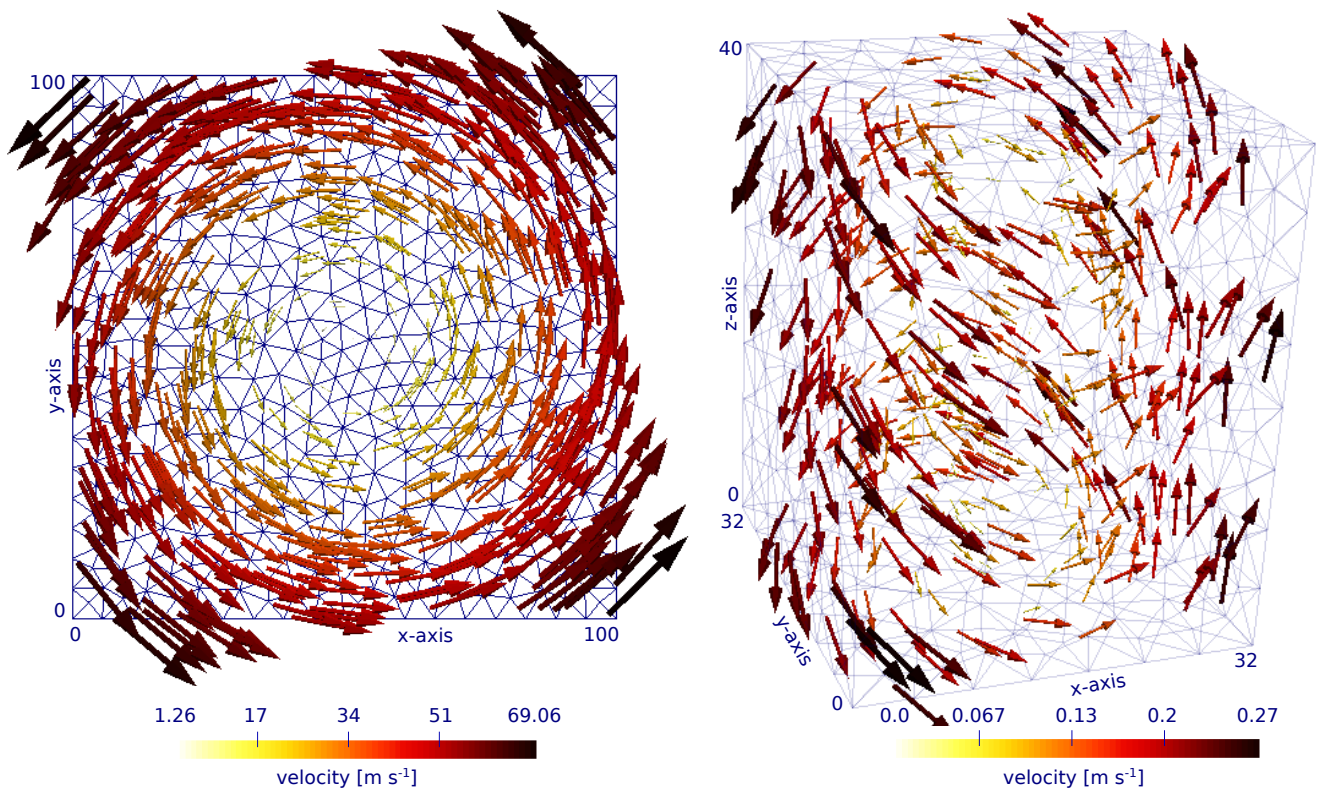 100
y-axis
0
0
x-axis
100
1.26 17 34 51 69.06
velocity [m s⁻¹]
40
z-axis
0
32
y-axis
0
x-axis
32
0.0 0.067 0.13 0.2 0.27
velocity [m s⁻¹]